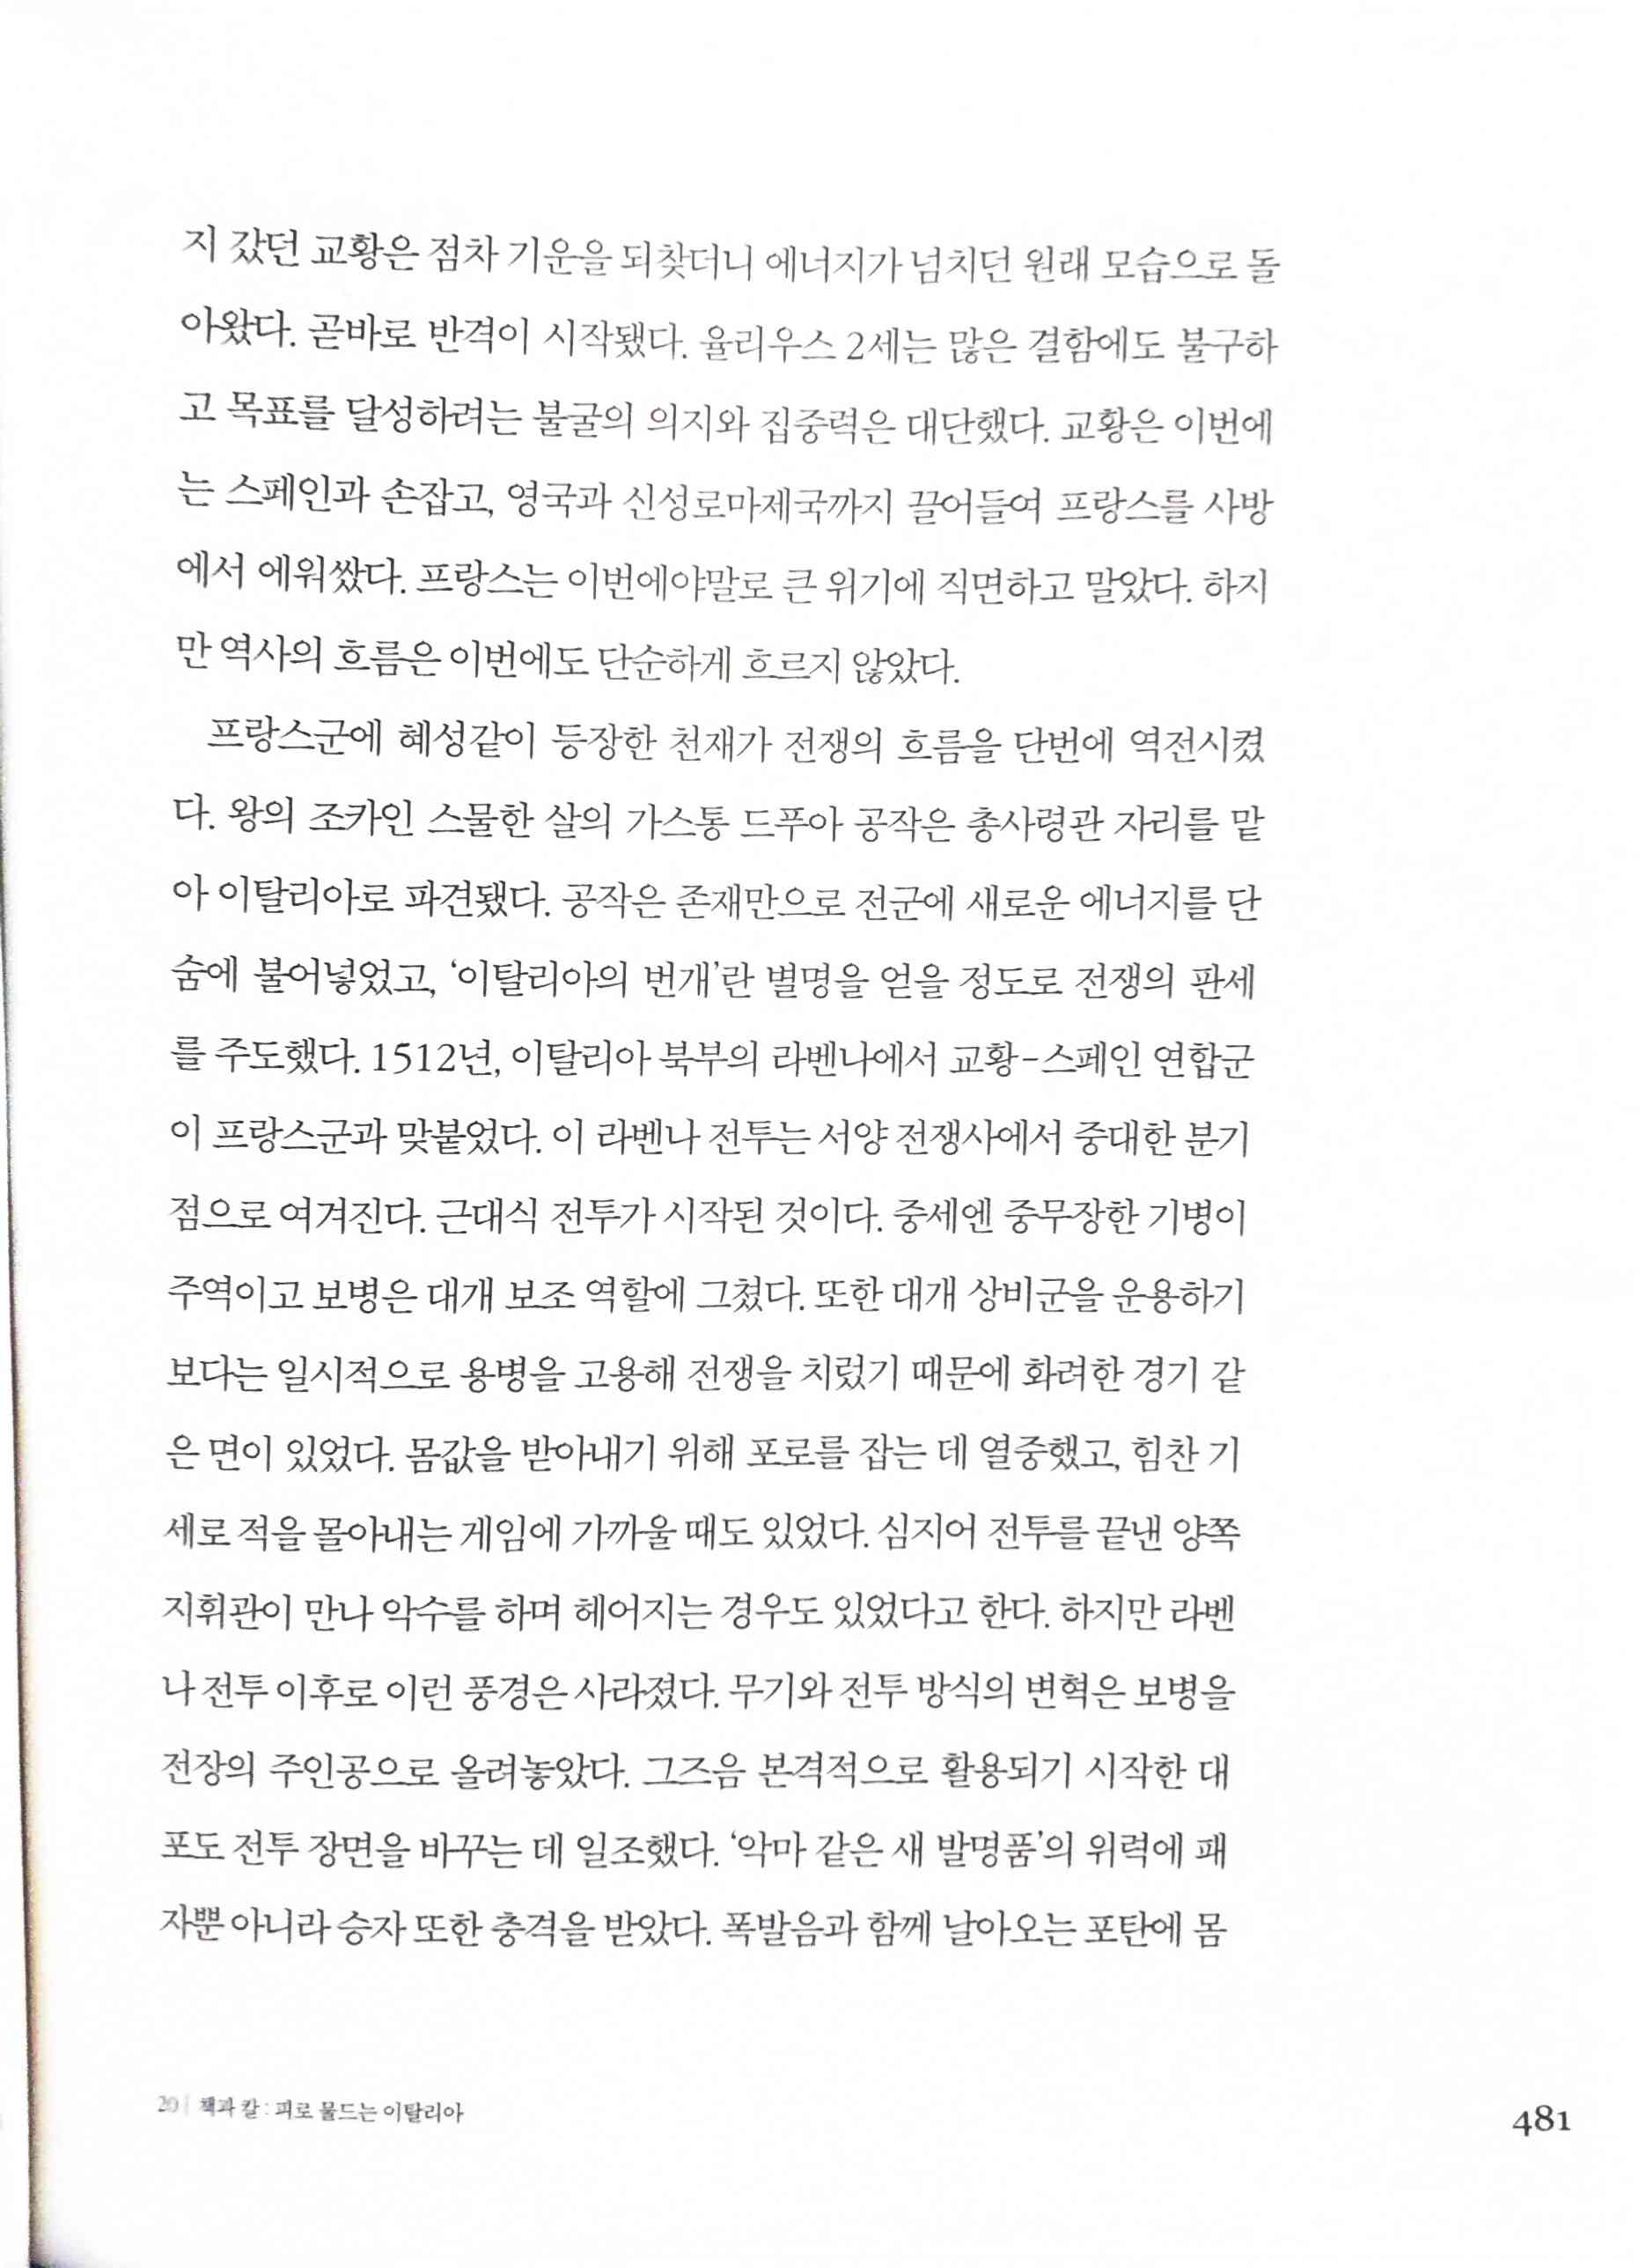 지 갔던 교황은 점차 기운을 되찾더니 에너지가 넘치던 원래 모습으로 돌
아왔다. 곧바로 반격이 시작됐다. 율리우스 2세는 많은 결함에도 불구하
고 목표를 달성하려는 불굴의 의지와 집중력은 대단했다. 교황은 이번에
는 스페인과 손잡고, 영국과 신성로마제국까지 끌어들여 프랑스를 사방
에서 에워쌌다. 프랑스는 이번에야말로 큰 위기에 직면하고 말았다. 하지
만 역사의 흐름은 이번에도 단순하게 흐르지 않았다.
프랑스군에 혜성같이 등장한 천재가 전쟁의 흐름을 단번에 역전시켰
다. 왕의 조카인 스물한 살의 가스통 드푸아 공작은 총사령관 자리를 맡
아 이탈리아로 파견됐다. 공작은 존재만으로 전군에 새로운 에너지를 단
숨에 불어넣었고, ‘이탈리아의 번개’란 별명을 얻을 정도로 전쟁의 판세
를 주도했다. 1512년, 이탈리아 북부의 라벤나에서 교황-스페인 연합군
이 프랑스군과 맞붙었다. 이 라벤나 전투는 서양 전쟁사에서 중대한 분기
점으로 여겨진다. 근대식 전투가 시작된 것이다. 중세엔 중무장한 기병이
주역이고 보병은 대개 보조 역할에 그쳤다. 또한 대개 상비군을 운용하기
보다는 일시적으로 용병을 고용해 전쟁을 치렀기 때문에 화려한 경기 같
은 면이 있었다. 몸값을 받아내기 위해 포로를 잡는 데 열중했고, 힘찬 기
세로 적을 몰아내는 게임에 가까울 때도 있었다. 심지어 전투를 끝낸 양쪽
지휘관이 만나 악수를 하며 헤어지는 경우도 있었다고 한다. 하지만 라벤
나 전투 이후로 이런 풍경은 사라졌다. 무기와 전투 방식의 변혁은 보병을
전장의 주인공으로 올려놓았다. 그즈음 본격적으로 활용되기 시작한 대
포도 전투 장면을 바꾸는 데 일조했다. ‘악마 같은 새 발명품’의 위력에 패
자뿐 아니라 승자 또한 충격을 받았다. 폭발음과 함께 날아오는 포탄에 몸
20 | 책과 칼 : 피로 물드는 이탈리아
481